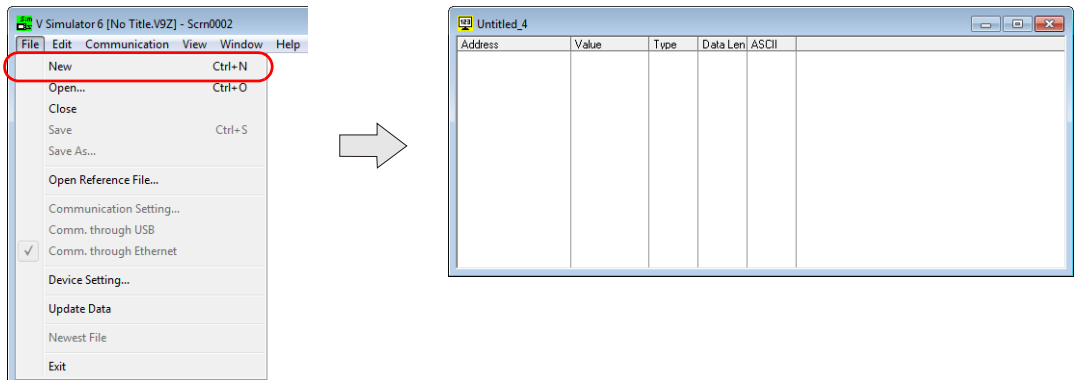 V Simulator 6 [No Title.V9Z] - Scrn0002
File Edit Communication View Window Help
New Ctrl+N
Open... Ctrl+O
Close
Save Ctrl+S
Save As...
Open Reference File...
Communication Setting...
Comm. through USB
Comm. through Ethernet
Device Setting...
Update Data
Newest File
Exit
Untitled_4
Address Value Type Data Len ASCII